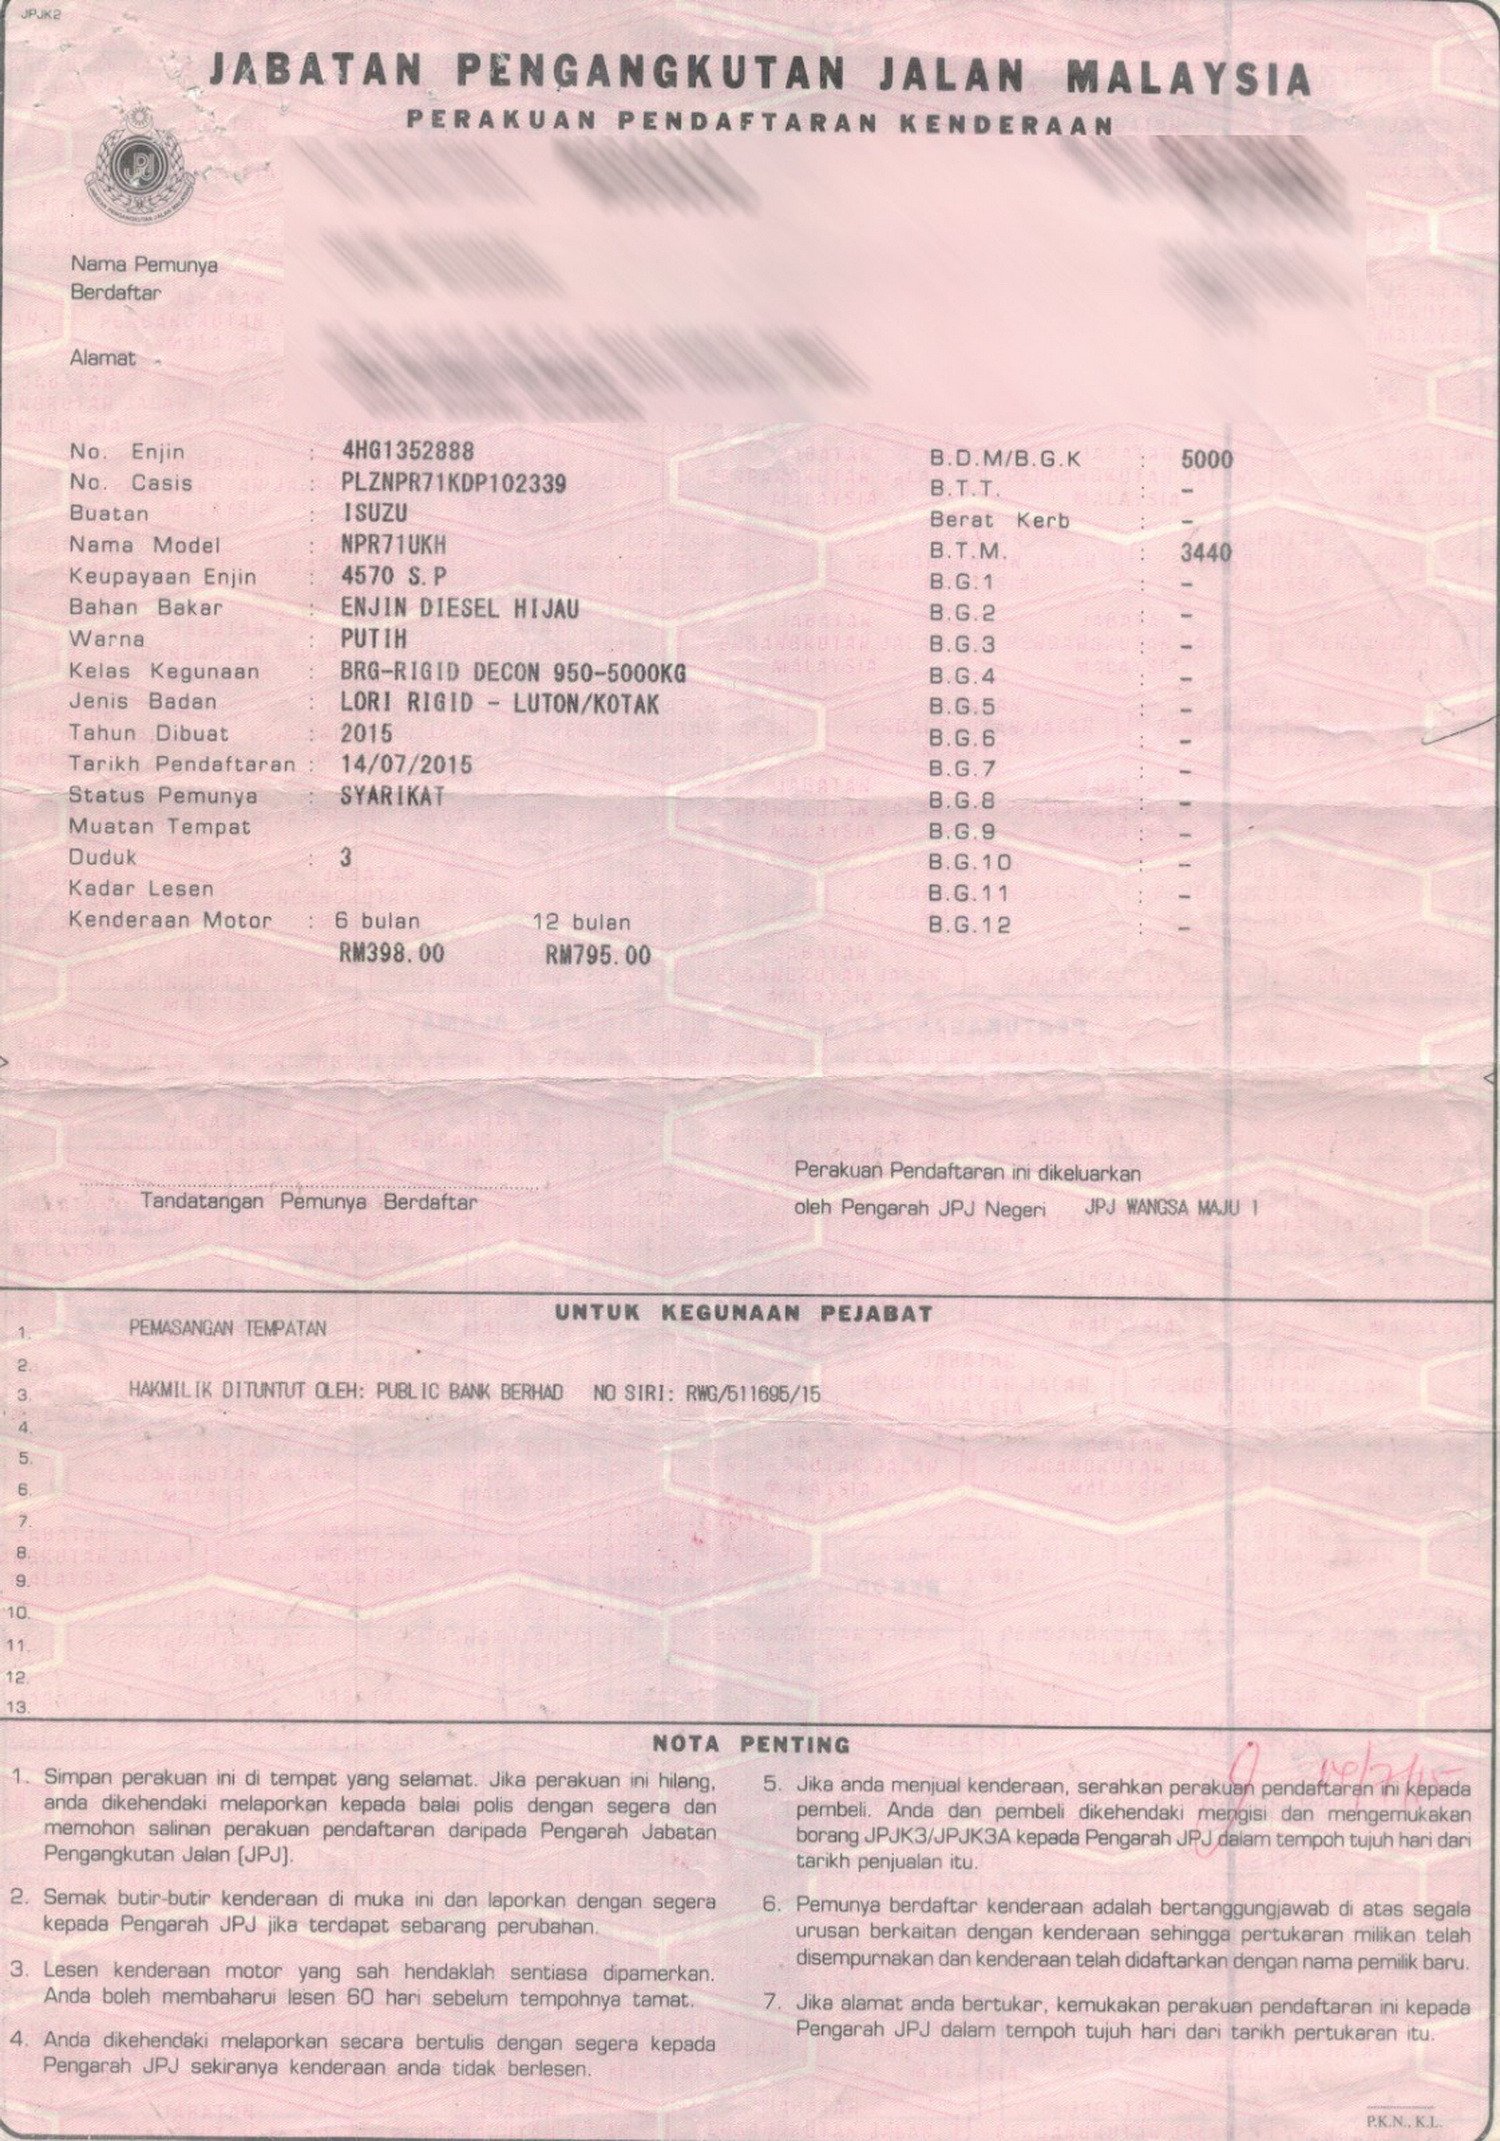 JPJK2
JABATAN PENGANGKUTAN JALAN MALAYSIA
PERAKUAN PENDAFTARAN KENDERAAN
JPJ
Nama Pemunya
Berdaftar
Alamat -
No. Enjin : 4HG1352888
No. Casis : PLZNPR71KDP102339
Buatan : ISUZU
Nama Model : NPR71UKH
Keupayaan Enjin : 4570 S.P
Bahan Bakar : ENJIN DIESEL HIJAU
Warna : PUTIH
Kelas Kegunaan : BRG-RIGID DECON 950-5000KG
Jenis Badan : LORI RIGID - LUTON/KOTAK
Tahun Dibuat : 2015
Tarikh Pendaftaran : 14/07/2015
Status Pemunya : SYARIKAT
Muatan Tempat
Duduk : 3
Kadar Lesen
Kenderaan Motor : 6 bulan 12 bulan
RM398.00 RM795.00
B.D.M/B.G.K : 5000
B.T.T. : -
Berat Kerb : -
B.T.M. : 3440
B.G.1 : -
B.G.2 : -
B.G.3 : -
B.G.4 : -
B.G.5 : -
B.G.6 : -
B.G.7 : -
B.G.8 : -
B.G.9 : -
B.G.10 : -
B.G.11 : -
B.G.12 : -
Tandatangan Pemunya Berdaftar
Perakuan Pendaftaran ini dikeluarkan
oleh Pengarah JPJ Negeri JPJ WANGSA MAJU 1
UNTUK KEGUNAAN PEJABAT
1. PEMASANGAN TEMPATAN
2.
3 HAKMILIK DITUNTUT OLEH: PUBLIC BANK BERHAD NO SIRI: RWG/511695/15
4.
5.
6.
7.
8.
9.
10.
11.
12.
13.
NOTA PENTING
1. Simpan perakuan ini di tempat yang selamat. Jika perakuan ini hilang,
anda dikehendaki melaporkan kepada balai polis dengan segera dan
memohon salinan perakuan pendaftaran daripada Pengarah Jabatan
Pengangkutan Jalan (JPJ).
2. Semak butir-butir kenderaan di muka ini dan laporkan dengan segera
kepada Pengarah JPJ jika terdapat sebarang perubahan.
3. Lesen kenderaan motor yang sah hendaklah sentiasa dipamerkan.
Anda boleh membaharui lesen 60 hari sebelum tempohnya tamat.
4. Anda dikehendaki melaporkan secara bertulis dengan segera kepada
Pengarah JPJ sekiranya kenderaan anda tidak berlesen.
5. Jika anda menjual kenderaan, serahkan perakuan pendaftaran ini kepada
pembeli. Anda dan pembeli dikehendaki mengisi dan mengemukakan
borang JPJK3/JPJK3A kepada Pengarah JPJ dalam tempoh tujuh hari dari
tarikh penjualan itu.
6. Pemunya berdaftar kenderaan adalah bertanggungjawab di atas segala
urusan berkaitan dengan kenderaan sehingga pertukaran milikan telah
disempurnakan dan kenderaan telah didaftarkan dengan nama pemilik baru.
7. Jika alamat anda bertukar, kemukakan perakuan pendaftaran ini kepada
Pengarah JPJ dalam tempoh tujuh hari dari tarikh pertukaran itu.
P.K.N., K.L.